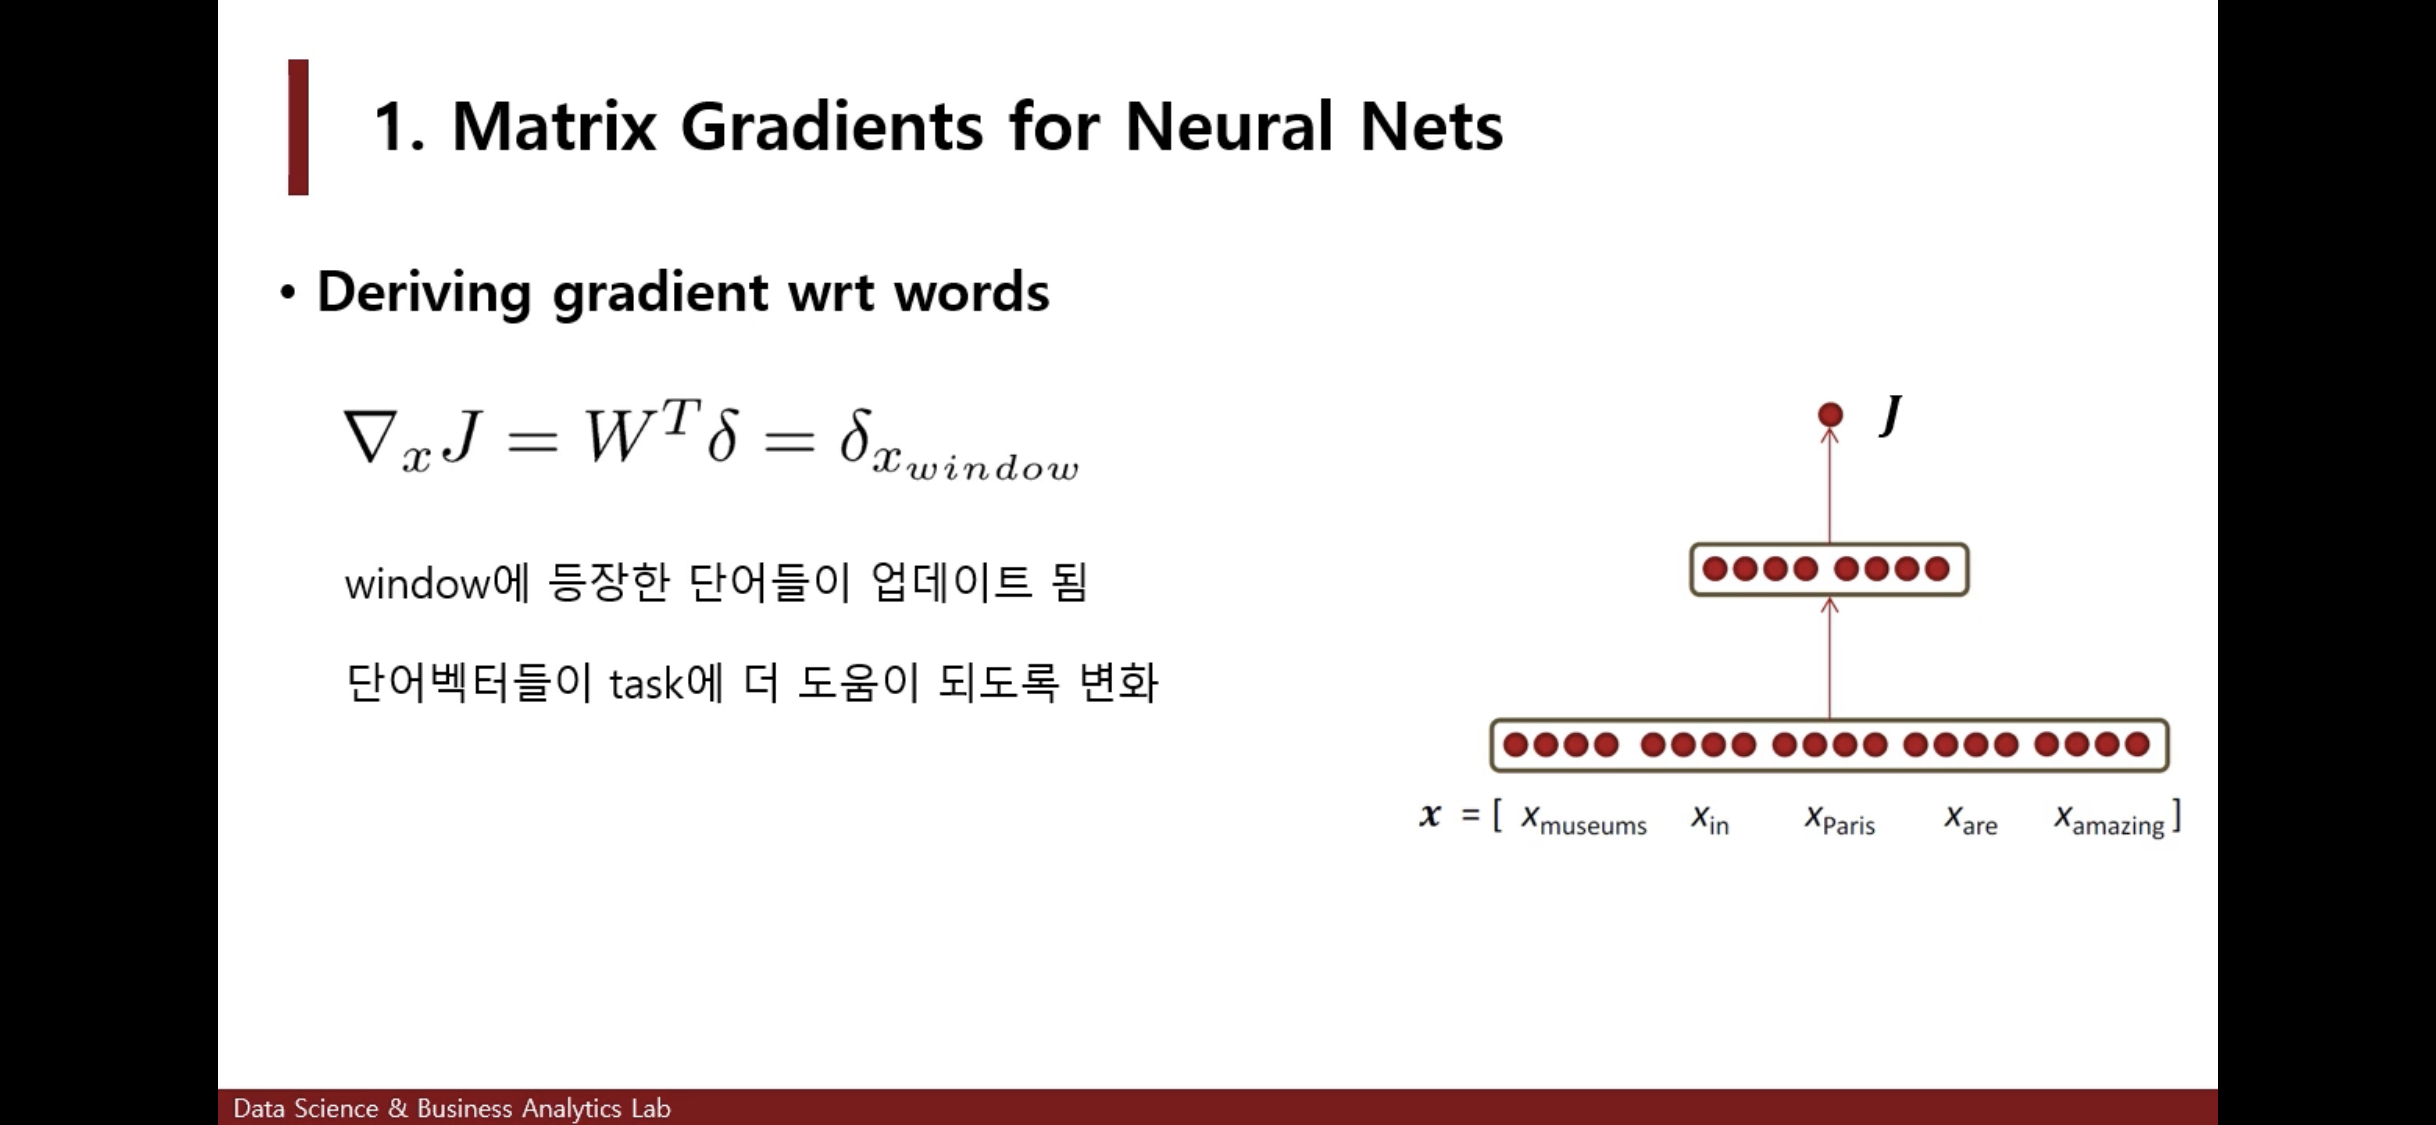 1. Matrix Gradients for Neural Nets
• Deriving gradient wrt words
∇ₓJ = Wᵀδ = δ_{x_{window}}
window에 등장한 단어들이 업데이트 됨
단어벡터들이 task에 더 도움이 되도록 변화
J
x = [ x_{museums} x_{in} x_{Paris} x_{are} x_{amazing} ]
Data Science & Business Analytics Lab